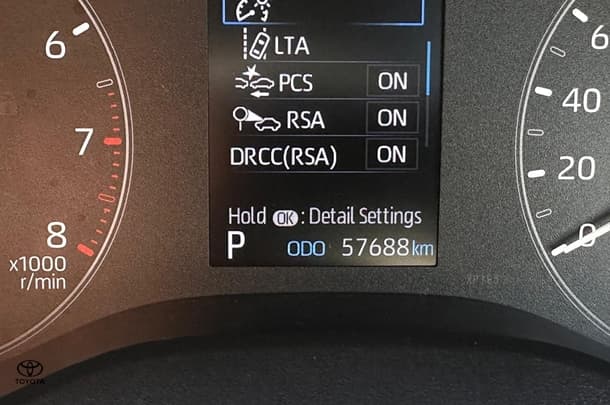 LTA
PCS ON
RSA ON
DRCC(RSA) ON
Hold OK : Detail Settings
P ODO 57688 km
6
7
8
x1000
r/min
6
40
20
0
TOYOTA